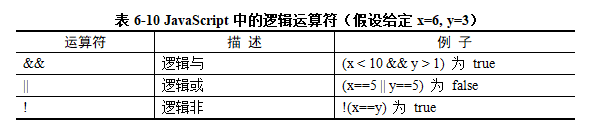 表 6-10 JavaScript 中的逻辑运算符（假设给定 x=6, y=3）
运算符 描 述 例 子
&& 逻辑与 (x < 10 && y > 1) 为 true
|| 逻辑或 (x==5 || y==5) 为 false
! 逻辑非 !(x==y) 为 true